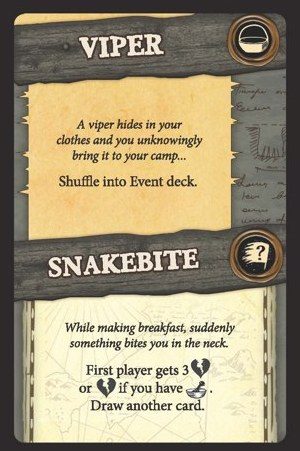 VIPER
A viper hides in your
clothes and you unknowingly
bring it to your camp...
Shuffle into Event deck.
SNAKEBITE
?
While making breakfast, suddenly
something bites you in the neck.
First player gets 3
or if you have .
Draw another card.